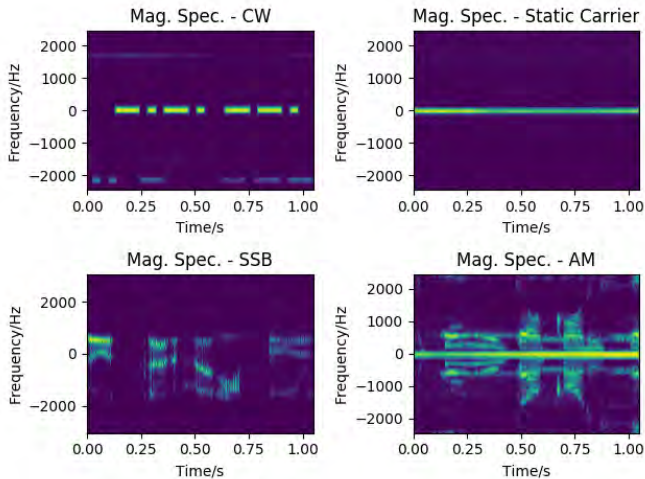 Mag. Spec. - CW
Frequency/Hz
2000
1000
0
−1000
−2000
0.00 0.25 0.50 0.75 1.00
Time/s
Mag. Spec. - Static Carrier
Frequency/Hz
2000
1000
0
−1000
−2000
0.00 0.25 0.50 0.75 1.00
Time/s
Mag. Spec. - SSB
Frequency/Hz
2000
0
−2000
0.00 0.25 0.50 0.75 1.00
Time/s
Mag. Spec. - AM
Frequency/Hz
2000
1000
0
−1000
−2000
0.00 0.25 0.50 0.75 1.00
Time/s